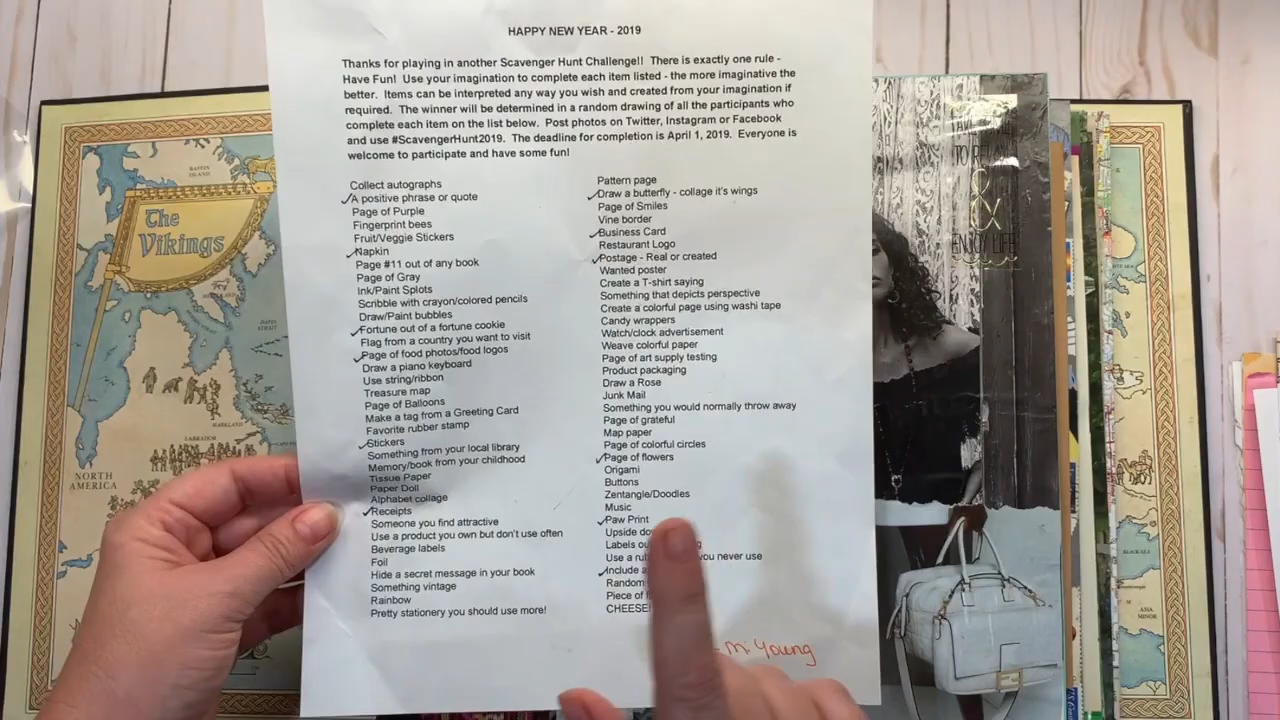 HAPPY NEW YEAR - 2019
Thanks for playing in another Scavenger Hunt Challenge!! There is exactly one rule -
Have Fun! Use your imagination to complete each item listed - the more imaginative the
better. Items can be interpreted any way you wish and created from your imagination if
required. The winner will be determined in a random drawing of all the participants who
complete each item on the list below. Post photos on Twitter, Instagram or Facebook
and use #ScavengerHunt2019. The deadline for completion is April 1, 2019. Everyone is
welcome to participate and have some fun!
Collect autographs
A positive phrase or quote
Page of Purple
Fingerprint bees
Fruit/Veggie Stickers
Napkin
Page #11 out of any book
Page of Gray
Ink/Paint Splots
Scribble with crayon/colored pencils
Draw/Paint bubbles
Fortune out of a fortune cookie
Flag from a country you want to visit
Page of food photos/food logos
Draw a piano keyboard
Use string/ribbon
Treasure map
Page of Balloons
Make a tag from a Greeting Card
Favorite rubber stamp
Stickers
Something from your local library
Memory/book from your childhood
Tissue Paper
Paper Doll
Alphabet collage
Receipts
Someone you find attractive
Use a product you own but don't use often
Beverage labels
Foil
Hide a secret message in your book
Something vintage
Rainbow
Pretty stationery you should use more!
Pattern page
Draw a butterfly - collage it's wings
Page of Smiles
Vine border
Business Card
Restaurant Logo
Postage - Real or created
Wanted poster
Create a T-shirt saying
Something that depicts perspective
Create a colorful page using washi tape
Candy wrappers
Watch/clock advertisement
Weave colorful paper
Page of art supply testing
Product packaging
Draw a Rose
Junk Mail
Something you would normally throw away
Page of grateful
Map paper
Page of colorful circles
Page of flowers
Origami
Buttons
Zentangle/Doodles
Music
Paw Print
Upside
Labels
Use a you never use
Include
Random
Piece of
CHEESE!
- M. Young
The
Vikings
BAFFIN
ISLAND
LABRADOR
MARKLAND
NORTH
AMERICA
TO RELAX
&
ENJOY LIFE
BLACK SEA
ASIA
MINOR